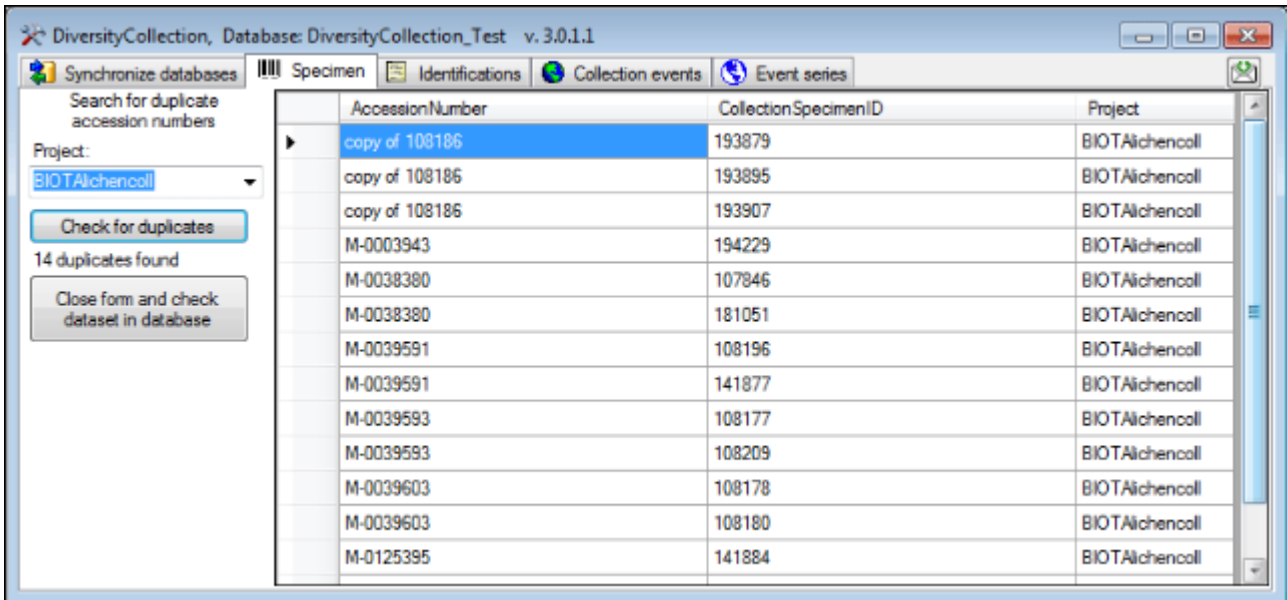 DiversityCollection, Database: DiversityCollection_Test v. 3.0.1.1
Synchronize databases Specimen Identifications Collection events Event series
Search for duplicate
accession numbers
Project:
BIOTAlichencoll
Check for duplicates
14 duplicates found
Close form and check
dataset in database
AccessionNumber CollectionSpecimenID Project
copy of 108186 193879 BIOTAlichencoll
copy of 108186 193895 BIOTAlichencoll
copy of 108186 193907 BIOTAlichencoll
M-0003943 194229 BIOTAlichencoll
M-0038380 107846 BIOTAlichencoll
M-0038380 181051 BIOTAlichencoll
M-0039591 108196 BIOTAlichencoll
M-0039591 141877 BIOTAlichencoll
M-0039593 108177 BIOTAlichencoll
M-0039593 108209 BIOTAlichencoll
M-0039603 108178 BIOTAlichencoll
M-0039603 108180 BIOTAlichencoll
M-0125395 141884 BIOTAlichencoll